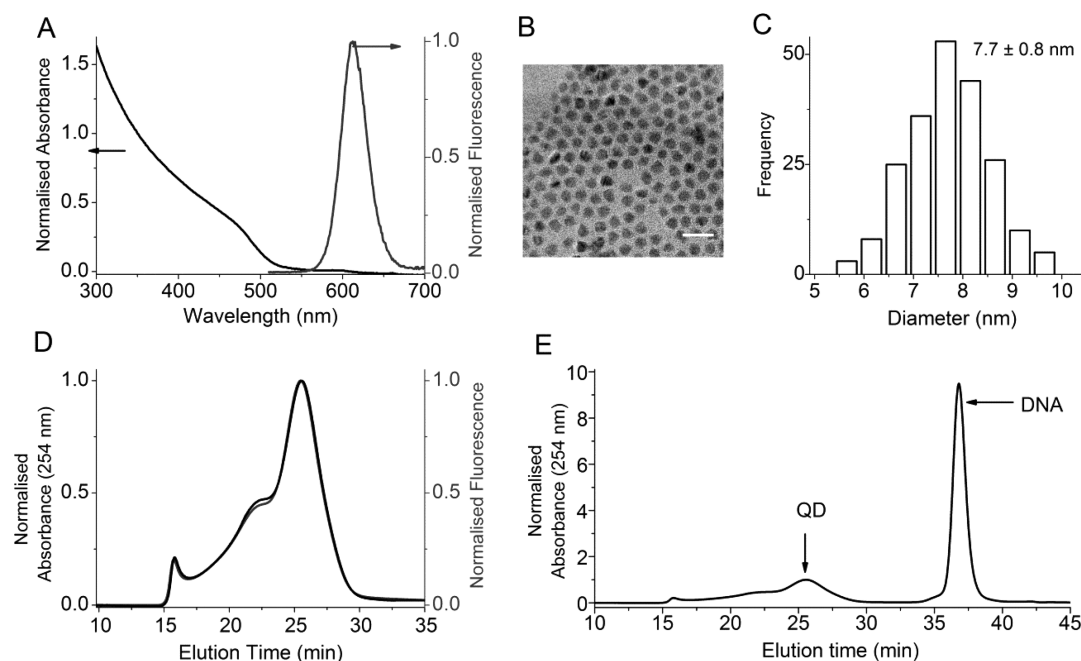 A
1.5
1.0
0.5
0.0
Normalised Absorbance
300
400
500
600
700
Wavelength (nm)
1.0
0.5
0.0
Normalised Fluorescence
B
C
50
25
0
Frequency
7.7 ± 0.8 nm
5
6
7
8
9
10
Diameter (nm)
D
1.0
0.5
0.0
Normalised
Absorbance (254 nm)
10
15
20
25
30
35
Elution Time (min)
1.0
0.5
0.0
Normalised Fluorescence
E
10
8
6
4
2
0
Normalised
Absorbance (254 nm)
QD
DNA
10
15
20
25
30
35
40
45
Elution time (min)